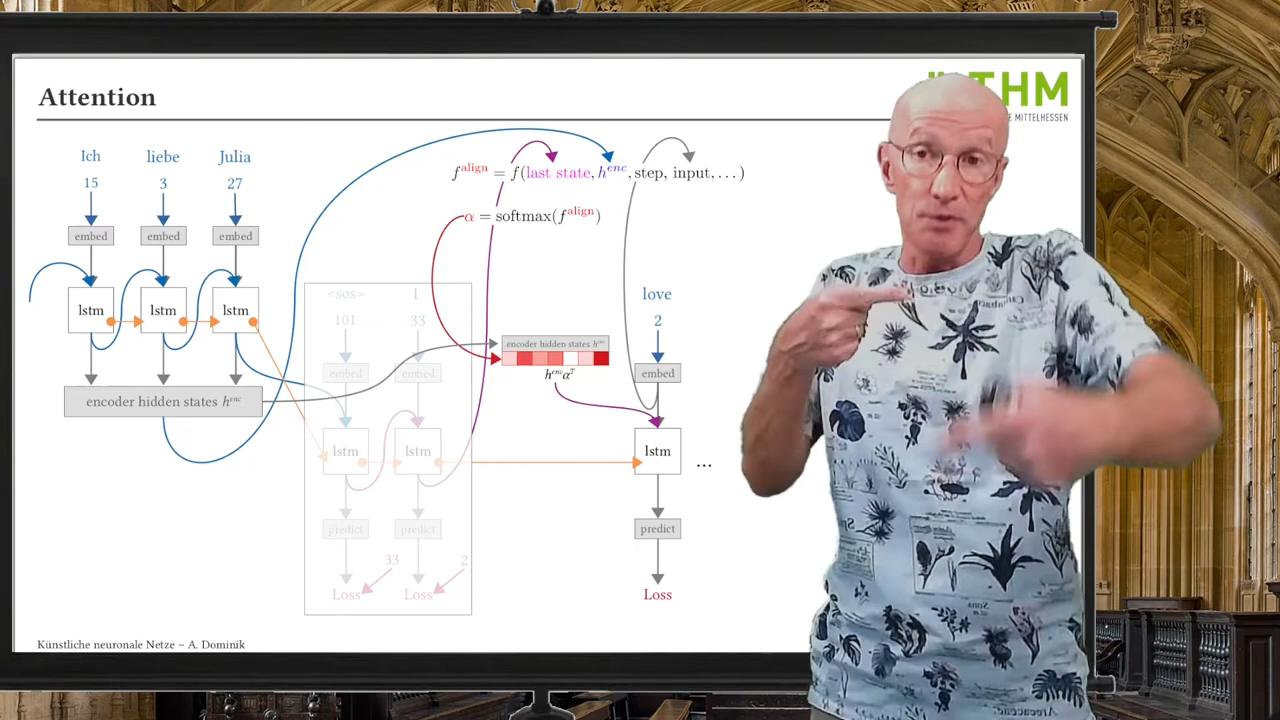 Attention
THM
E MITTELHESSEN
Ich liebe Julia
15 3 27
embed embed embed
lstm lstm lstm
encoder hidden states h^enc
f^align = f(last state, h^enc, step, input, . . . )
α = softmax(f^align)
<sos> I
101 33
embed embed
lstm lstm
predict predict
33 2
Loss Loss
encoder hidden states h^enc
h^enc α^T
love
2
embed
lstm
...
predict
Loss
Künstliche neuronale Netze – A. Dominik